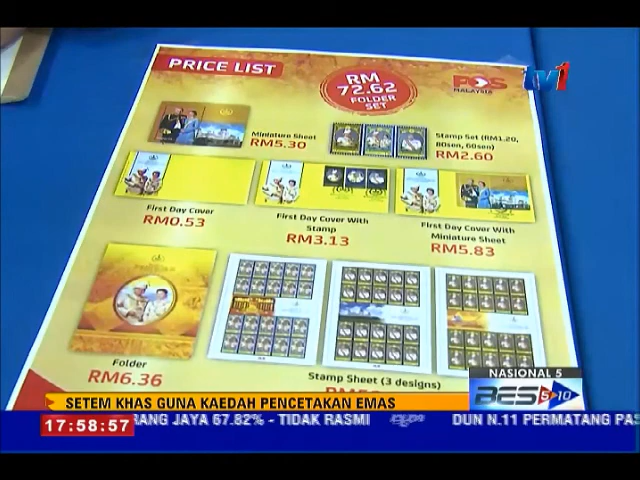 PRICE LIST
RM
72.62
FOLDER
SET
POS
MALAYSIA
tv1
Miniature Sheet
RM5.30
Stamp Set (RM1.20,
80sen, 60sen)
RM2.60
First Day Cover
RM0.53
First Day Cover With
Stamp
RM3.13
First Day Cover With
Miniature Sheet
RM5.83
Folder
RM6.36
Stamp Sheet (3 designs)
NASIONAL 5
BES 5 10
SETEM KHAS GUNA KAEDAH PENCETAKAN EMAS
17:58:57
RANG JAYA 67.82% - TIDAK RASMI
DUN N.11 PERMATANG PAS